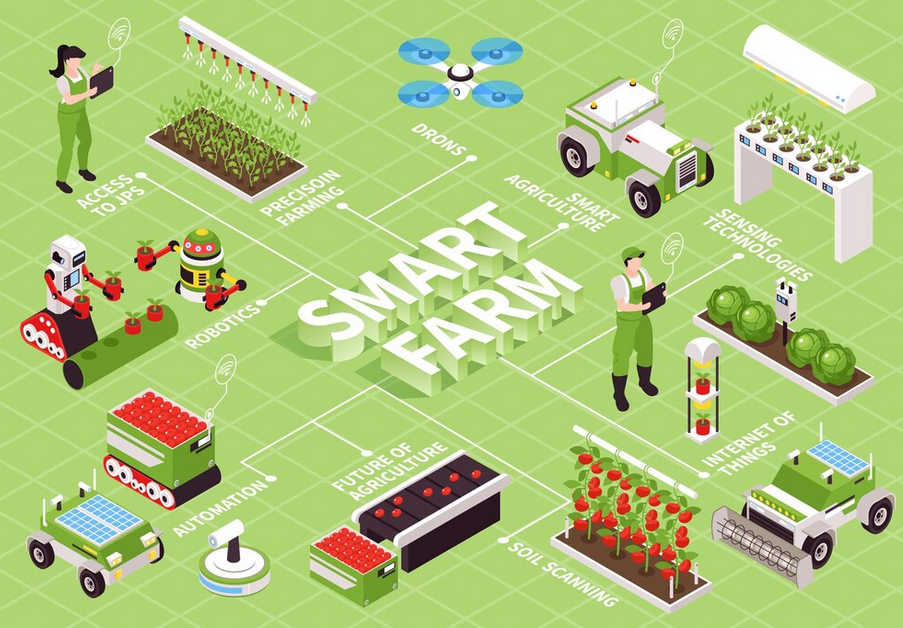 DRONS
ACCESS
TO JPS
PRECISOIN
FARMING
SMART
AGRICULTURE
SENSING
TECHNOLOGIES
SMART
FARM
ROBOTICS
AUTOMATION
FUTURE OF
AGRICULTURE
INTERNET OF
THINGS
SOIL SCANNING